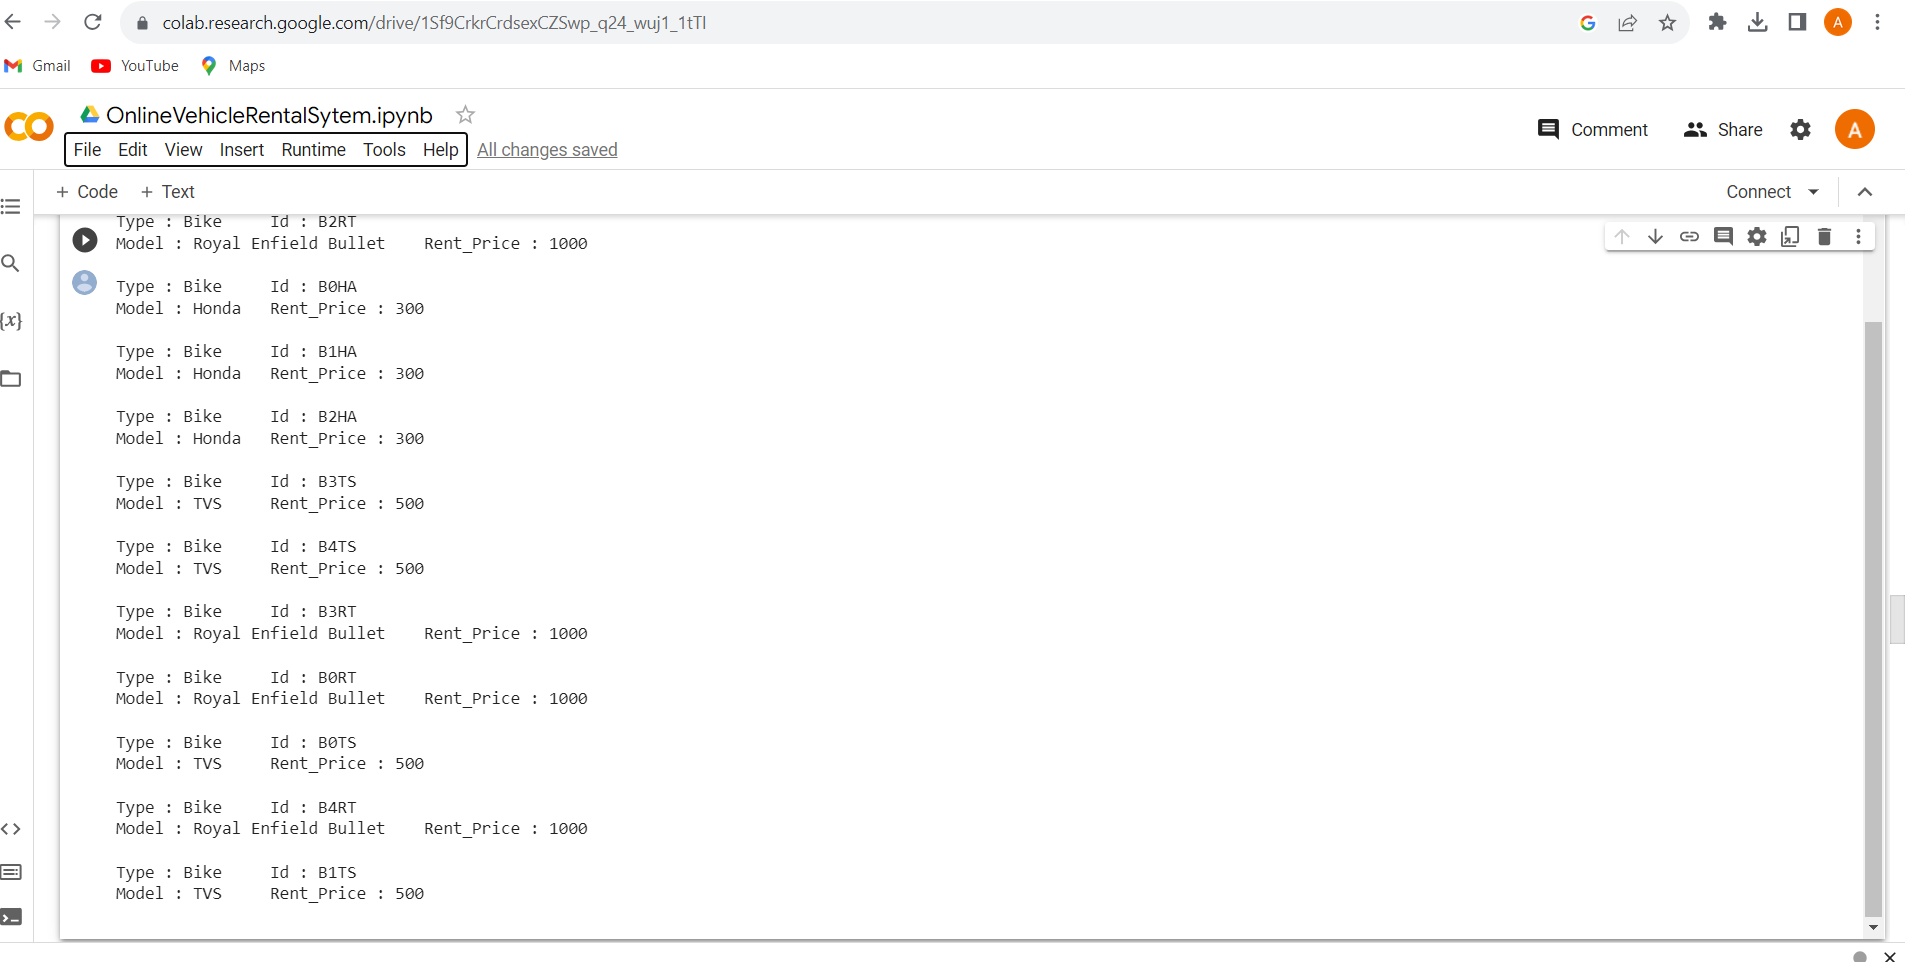 colab.research.google.com/drive/1Sf9CrkrCrdsexCZSwp_q24_wuj1_1tTI
A
Gmail YouTube Maps
OnlineVehicleRentalSytem.ipynb
Comment Share A
File Edit View Insert Runtime Tools Help All changes saved
+ Code + Text Connect
Type : Bike Id : B2RT
Model : Royal Enfield Bullet Rent_Price : 1000
Type : Bike Id : B0HA
Model : Honda Rent_Price : 300
{x}
Type : Bike Id : B1HA
Model : Honda Rent_Price : 300
Type : Bike Id : B2HA
Model : Honda Rent_Price : 300
Type : Bike Id : B3TS
Model : TVS Rent_Price : 500
Type : Bike Id : B4TS
Model : TVS Rent_Price : 500
Type : Bike Id : B3RT
Model : Royal Enfield Bullet Rent_Price : 1000
Type : Bike Id : B0RT
Model : Royal Enfield Bullet Rent_Price : 1000
Type : Bike Id : B0TS
Model : TVS Rent_Price : 500
Type : Bike Id : B4RT
Model : Royal Enfield Bullet Rent_Price : 1000
Type : Bike Id : B1TS
Model : TVS Rent_Price : 500